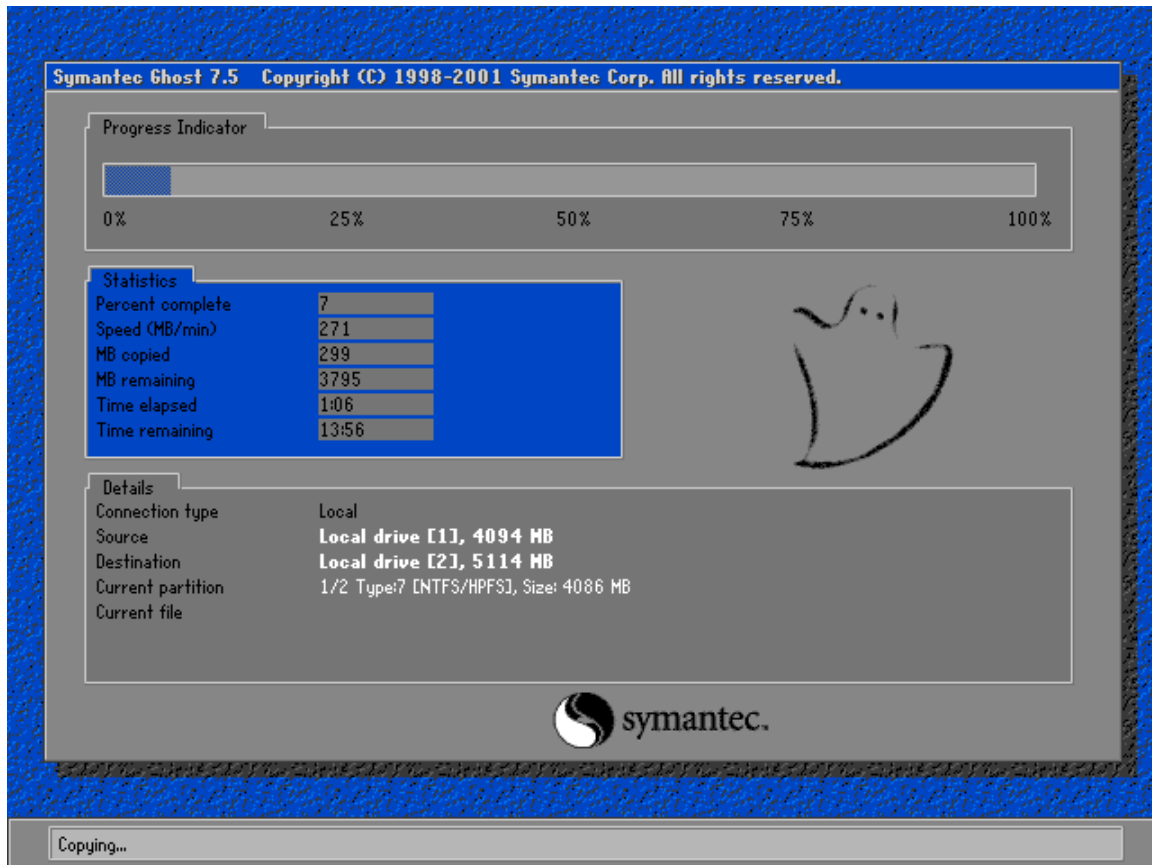 Symantec Ghost 7.5   Copyright (C) 1998-2001 Symantec Corp. All rights reserved.
Progress Indicator
0% 25% 50% 75% 100%
Statistics
Percent complete 7
Speed (MB/min) 271
MB copied 299
MB remaining 3795
Time elapsed 1:06
Time remaining 13:56
Details
Connection type Local
Source Local drive [1], 4094 MB
Destination Local drive [2], 5114 MB
Current partition 1/2 Type:7 [NTFS/HPFS], Size: 4086 MB
Current file
symantec.
Copying...